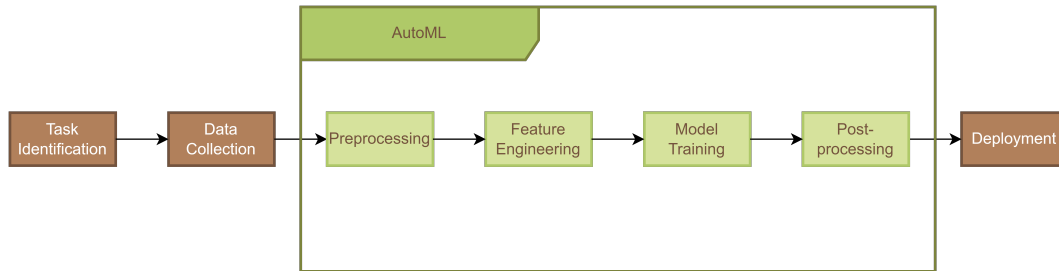 AutoML
Task
Identification
Data
Collection
Preprocessing
Feature
Engineering
Model
Training
Post-
processing
Deployment